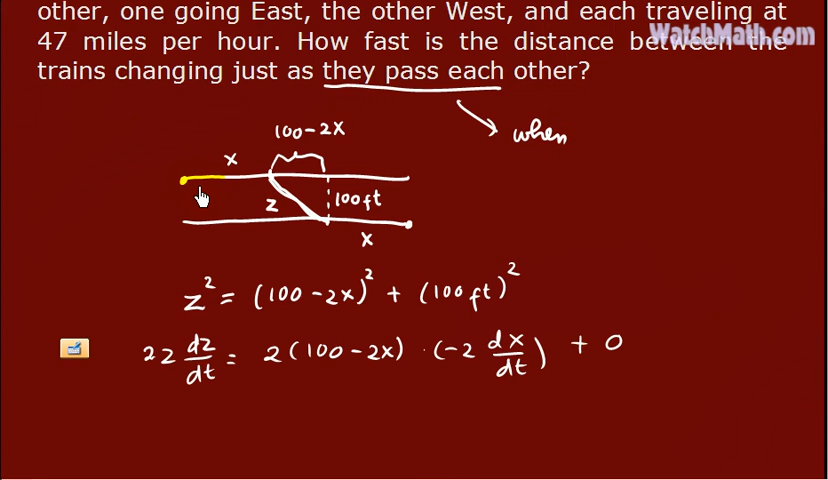 other, one going East, the other West, and each traveling at
WatchMath.com
47 miles per hour. How fast is the distance between the
trains changing just as they pass each other?
when
100-2x
x
z
100ft
x
z² = (100-2x)² + (100ft)²
2z dz/dt = 2(100-2x) · (-2 dx/dt) + 0